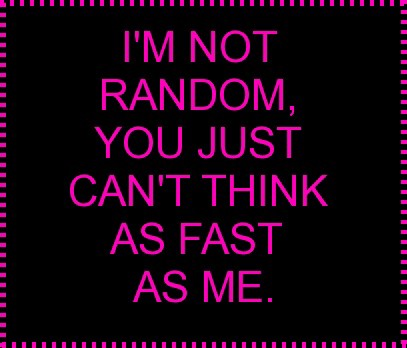 I'M NOT
RANDOM,
YOU JUST
CAN'T THINK
AS FAST
AS ME.